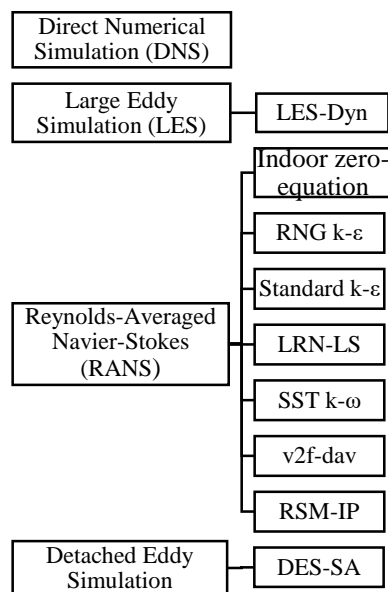 Direct Numerical
Simulation (DNS)
Large Eddy
Simulation (LES)
LES-Dyn
Indoor zero-
equation
RNG k-ε
Standard k-ε
Reynolds-Averaged
Navier-Stokes
(RANS)
LRN-LS
SST k-ω
v2f-dav
RSM-IP
Detached Eddy
Simulation
DES-SA